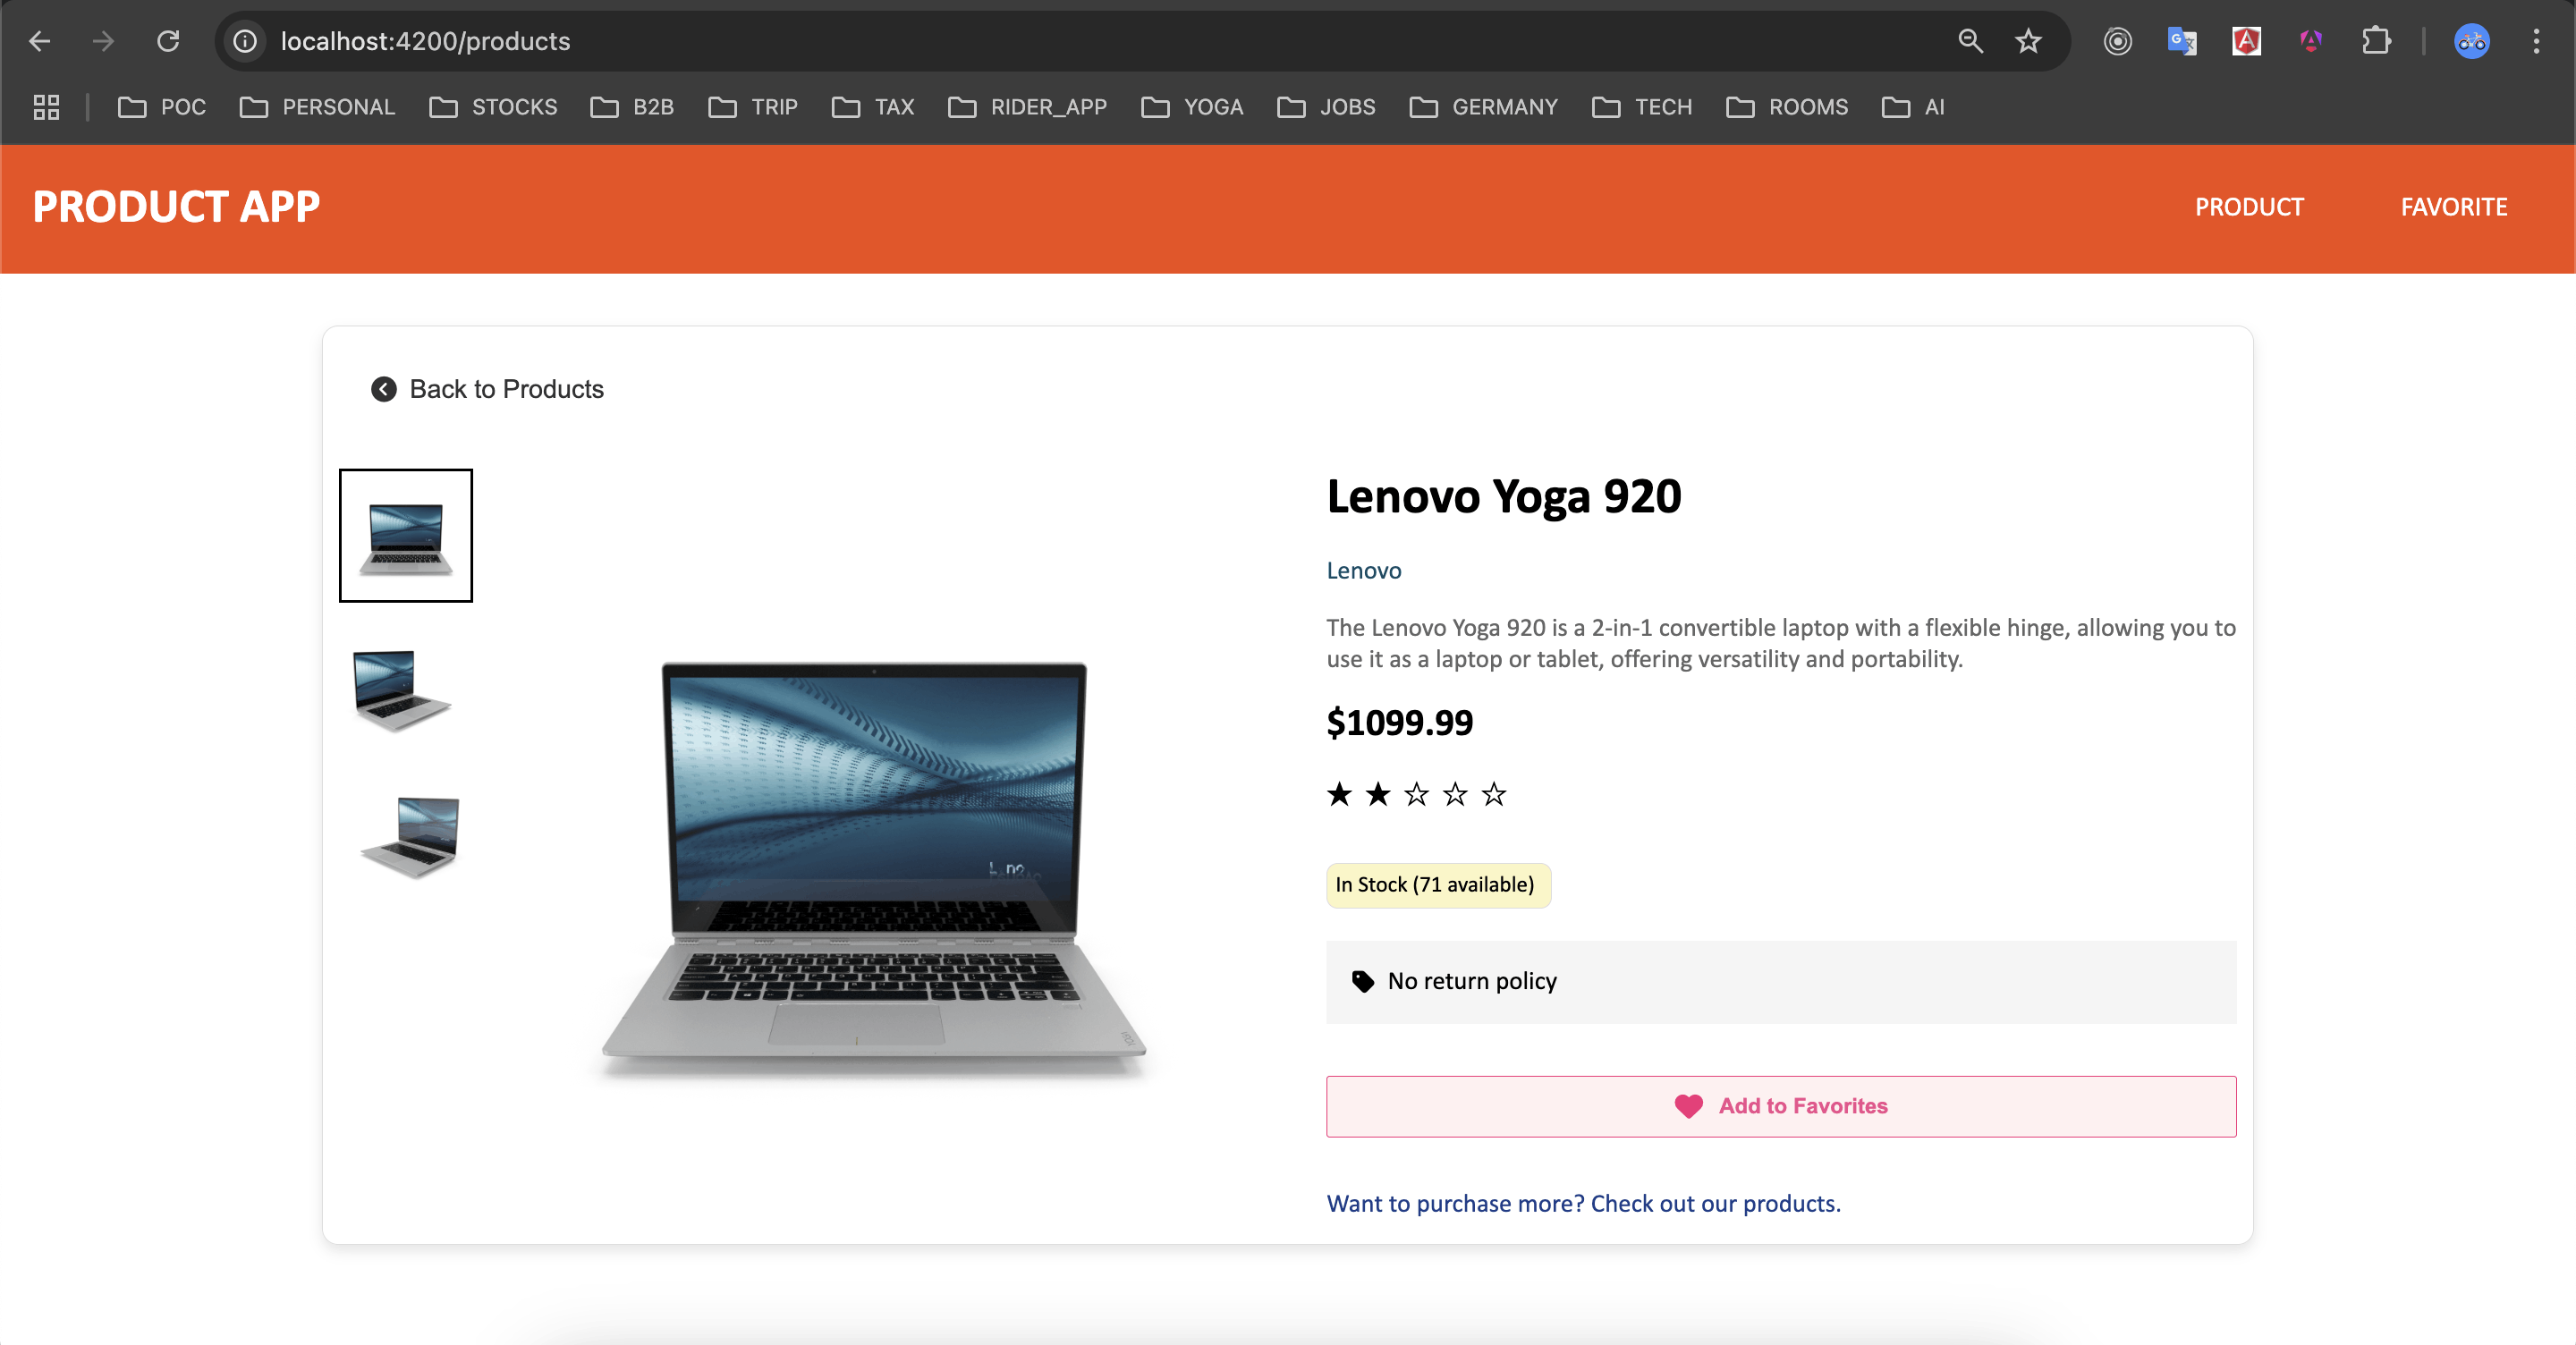 localhost:4200/products
POC PERSONAL STOCKS B2B TRIP TAX RIDER_APP YOGA JOBS GERMANY TECH ROOMS AI
PRODUCT APP PRODUCT FAVORITE
Back to Products
Lenovo Yoga 920
Lenovo
The Lenovo Yoga 920 is a 2-in-1 convertible laptop with a flexible hinge, allowing you to
use it as a laptop or tablet, offering versatility and portability.
$1099.99
In Stock (71 available)
No return policy
Add to Favorites
Want to purchase more? Check out our products.